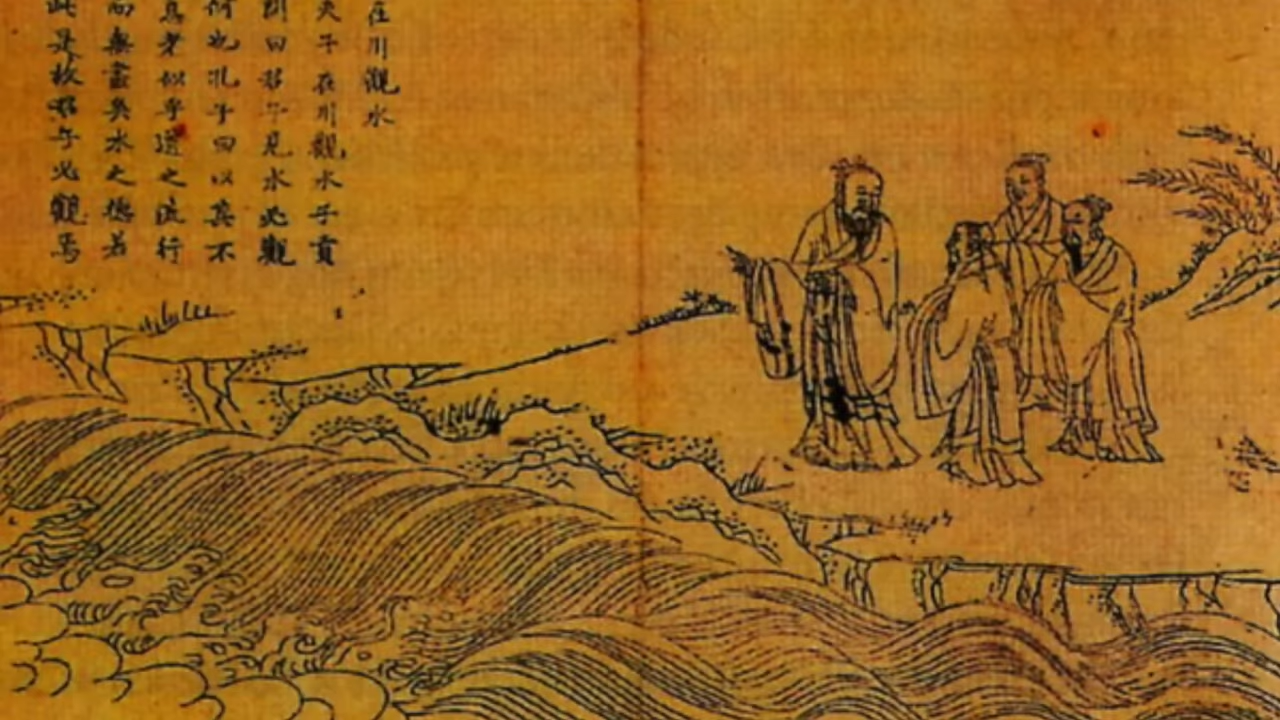 在川觀水
夫子在川觀水子貢
問曰君子見水必觀
何也孔子曰以其不
息者似乎道之流行
而無盡矣水之德若
此是故君子必觀焉